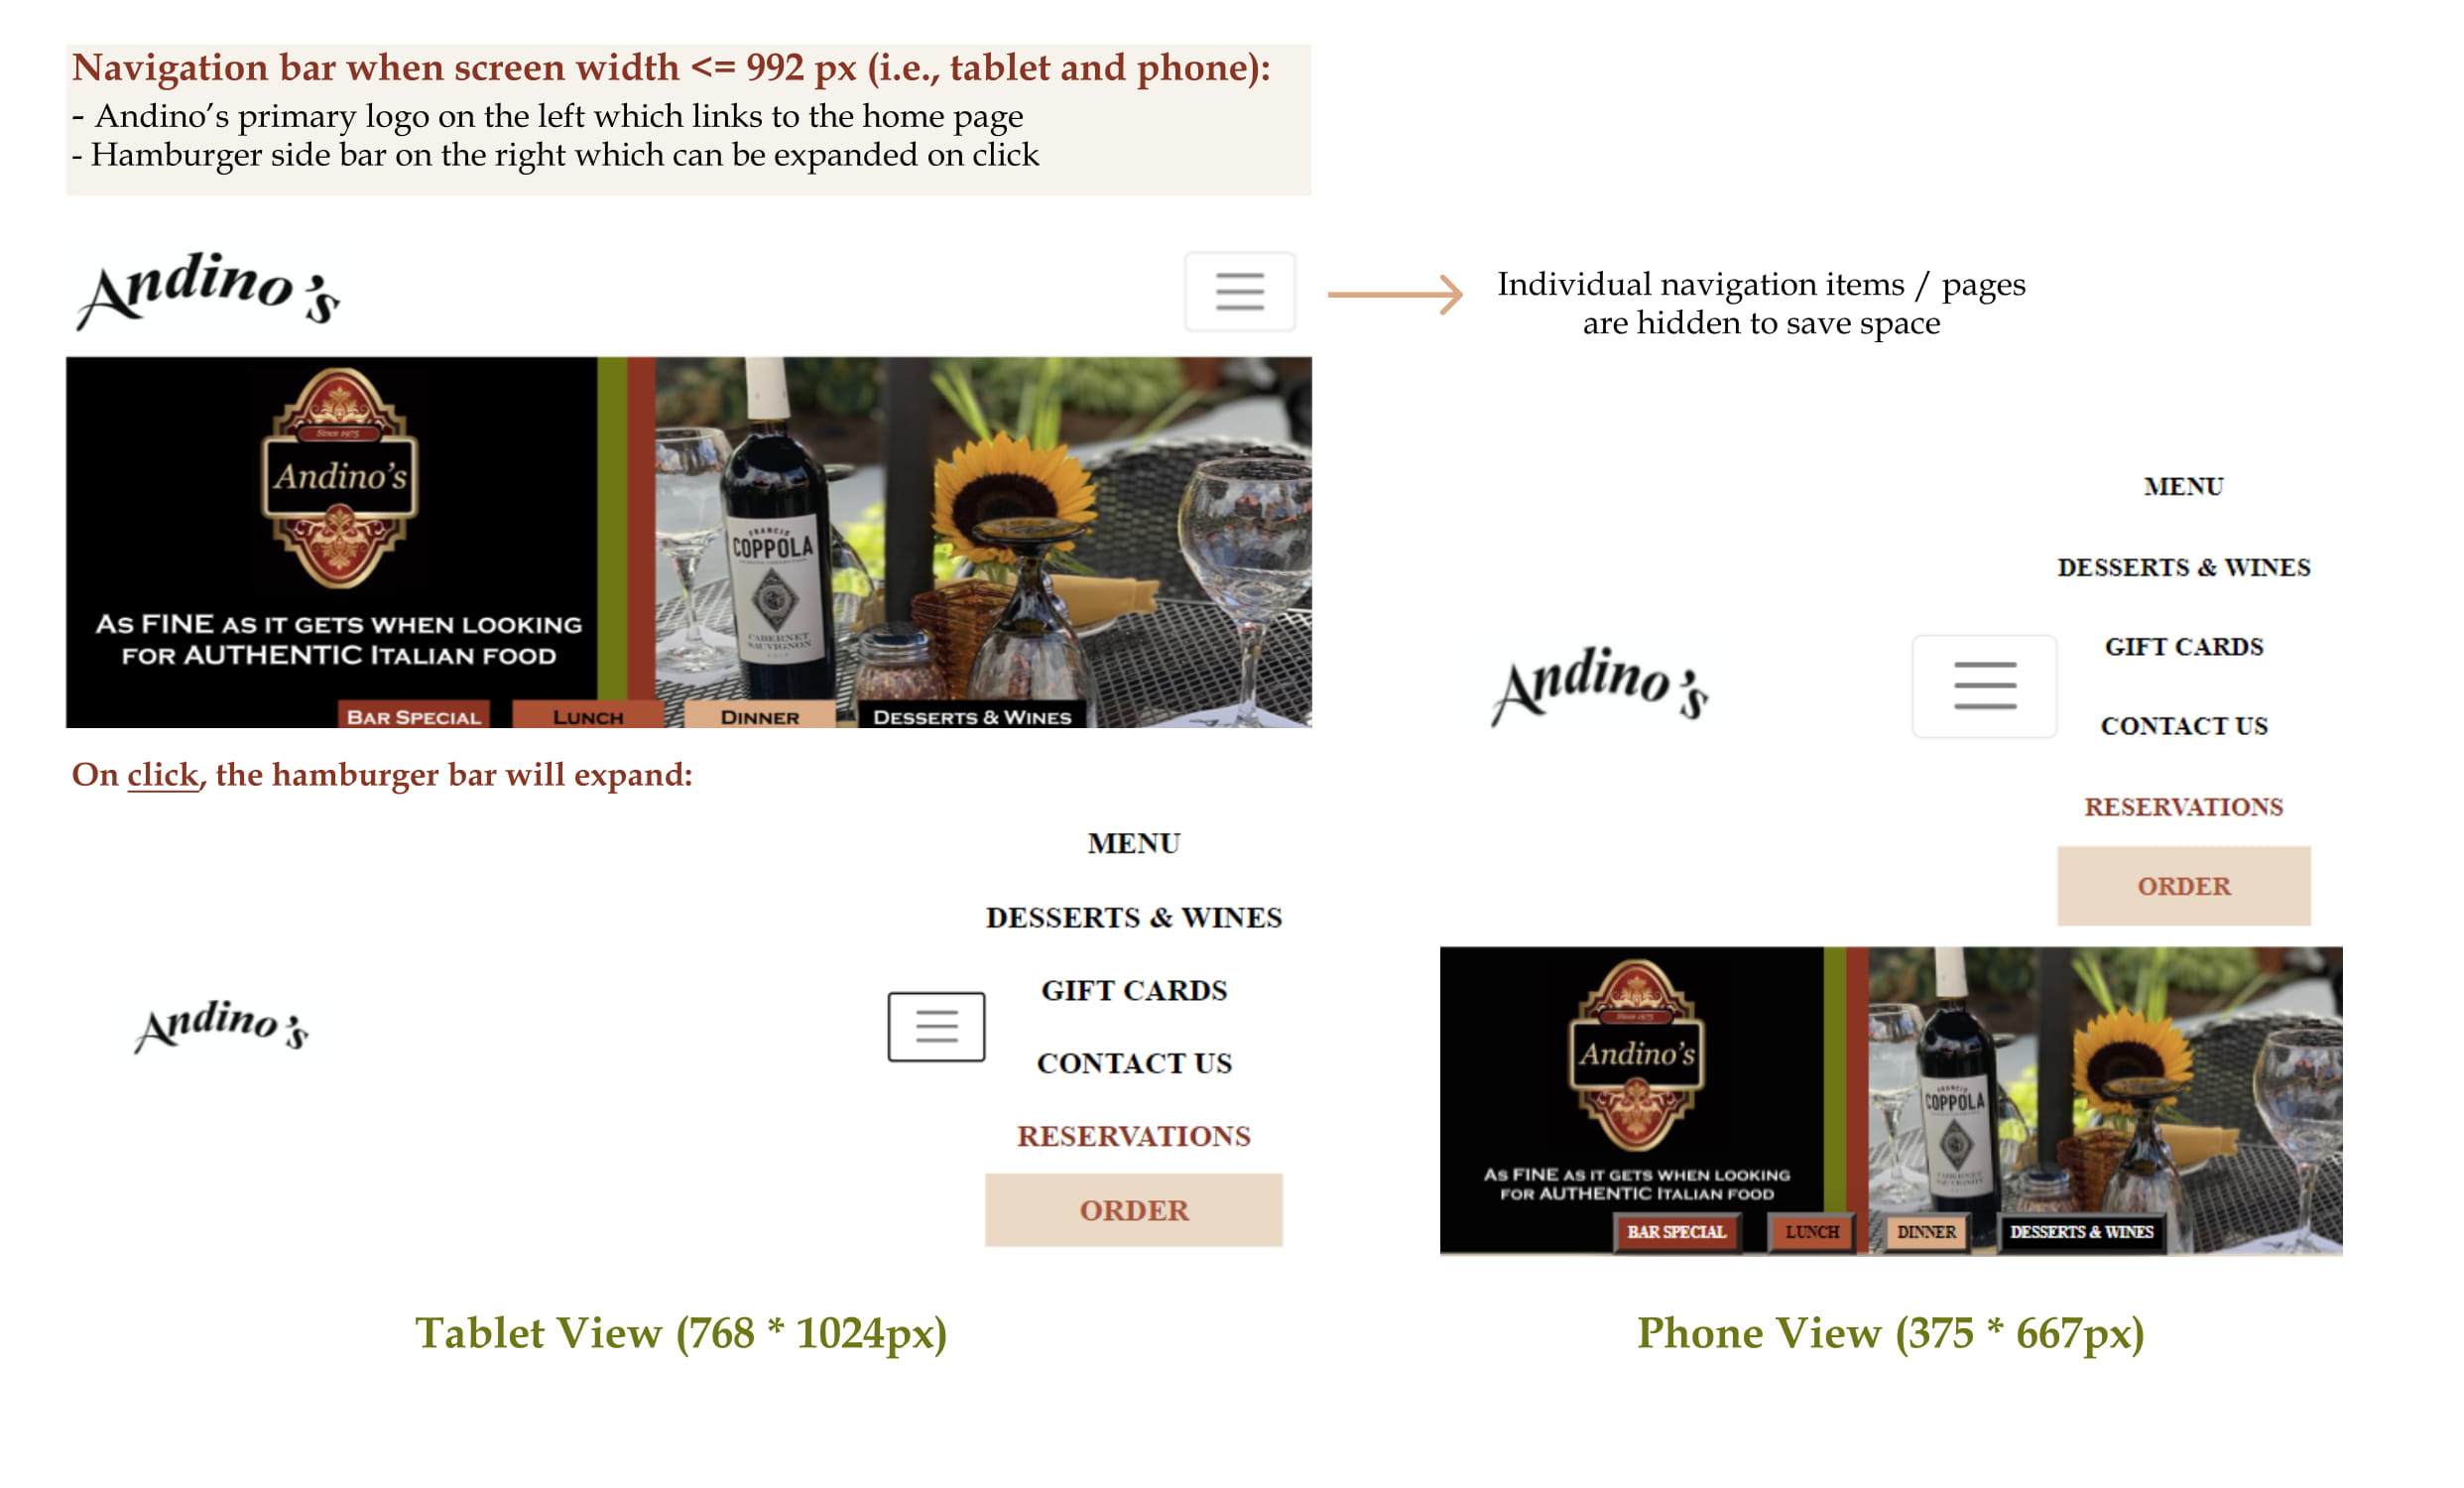 Navigation bar when screen width <= 992 px (i.e., tablet and phone):
- Andino’s primary logo on the left which links to the home page
- Hamburger side bar on the right which can be expanded on click
Andino’s
Individual navigation items / pages
are hidden to save space
Since 1975
Andino’s
AS FINE AS IT GETS WHEN LOOKING
FOR AUTHENTIC ITALIAN FOOD
FRANCIS
COPPOLA
CABERNET
SAUVIGNON
BAR SPECIAL
LUNCH
DINNER
DESSERTS & WINES
On click, the hamburger bar will expand:
Andino’s
MENU
DESSERTS & WINES
GIFT CARDS
CONTACT US
RESERVATIONS
ORDER
Tablet View (768 * 1024px)
Andino’s
MENU
DESSERTS & WINES
GIFT CARDS
CONTACT US
RESERVATIONS
ORDER
Since 1975
Andino’s
AS FINE AS IT GETS WHEN LOOKING
FOR AUTHENTIC ITALIAN FOOD
FRANCIS
COPPOLA
BAR SPECIAL
LUNCH
DINNER
DESSERTS & WINES
Phone View (375 * 667px)